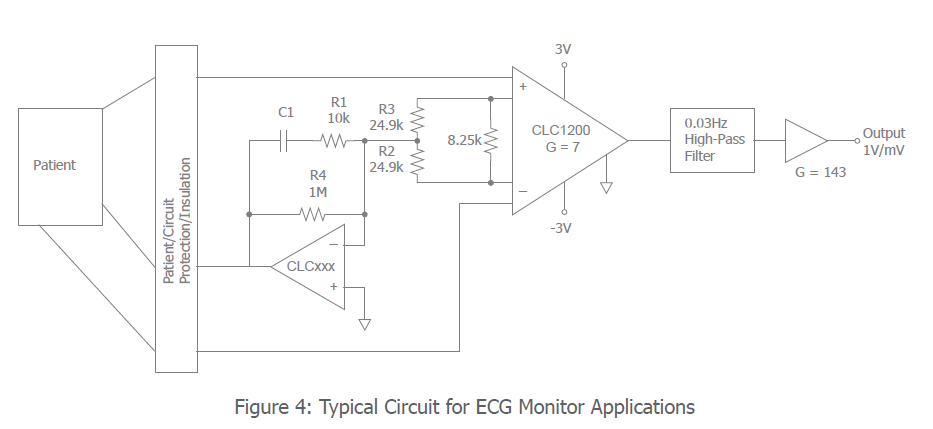 3V
C1
R1
10k
R3
24.9k
+
8.25k
CLC1200
G = 7
0.03Hz
High-Pass
Filter
Output
1V/mV
Patient
R2
24.9k
G = 143
R4
1M
–
-3V
Patient/Circuit
Protection/Insulation
–
CLCxxx
+
Figure 4: Typical Circuit for ECG Monitor Applications